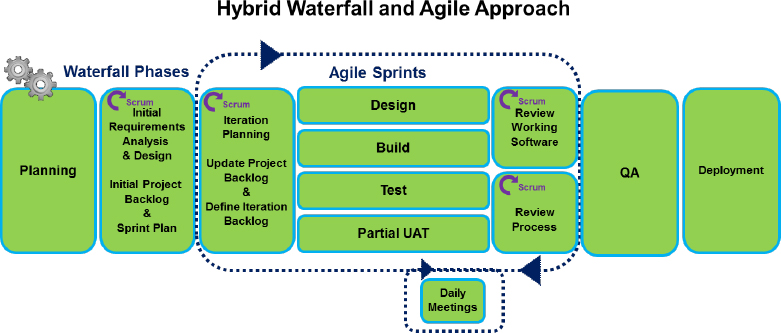 Hybrid Waterfall and Agile Approach
Waterfall Phases
Agile Sprints
Planning
Scrum
Initial
Requirements
Analysis
& Design
Initial Project
Backlog
&
Sprint Plan
Scrum
Iteration
Planning
Update Project
Backlog
&
Define Iteration
Backlog
Design
Build
Test
Partial UAT
Scrum
Review
Working
Software
Scrum
Review
Process
QA
Deployment
Daily
Meetings